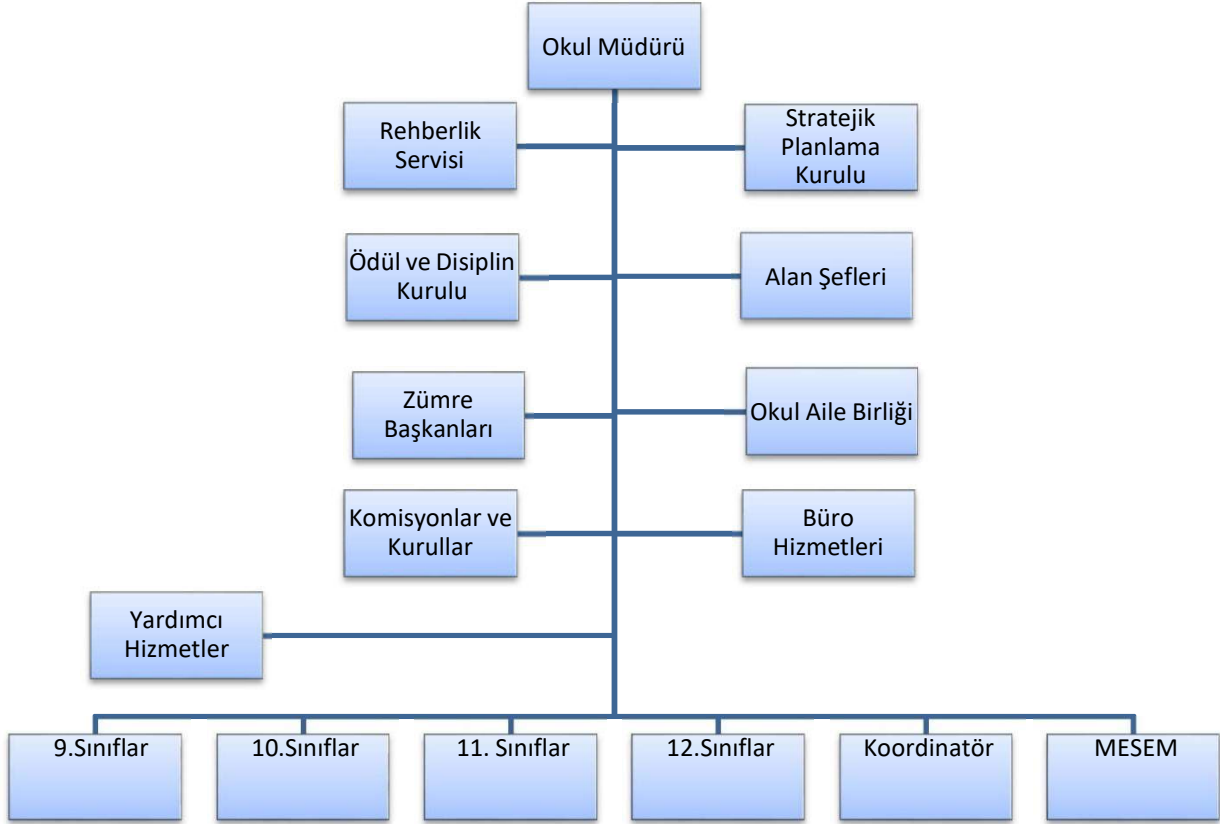 Okul Müdürü
Rehberlik
Servisi
Stratejik
Planlama
Kurulu
Ödül ve Disiplin
Kurulu
Alan Şefleri
Zümre
Başkanları
Okul Aile Birliği
Komisyonlar ve
Kurullar
Büro
Hizmetleri
Yardımcı
Hizmetler
9.Sınıflar
10.Sınıflar
11. Sınıflar
12.Sınıflar
Koordinatör
MESEM